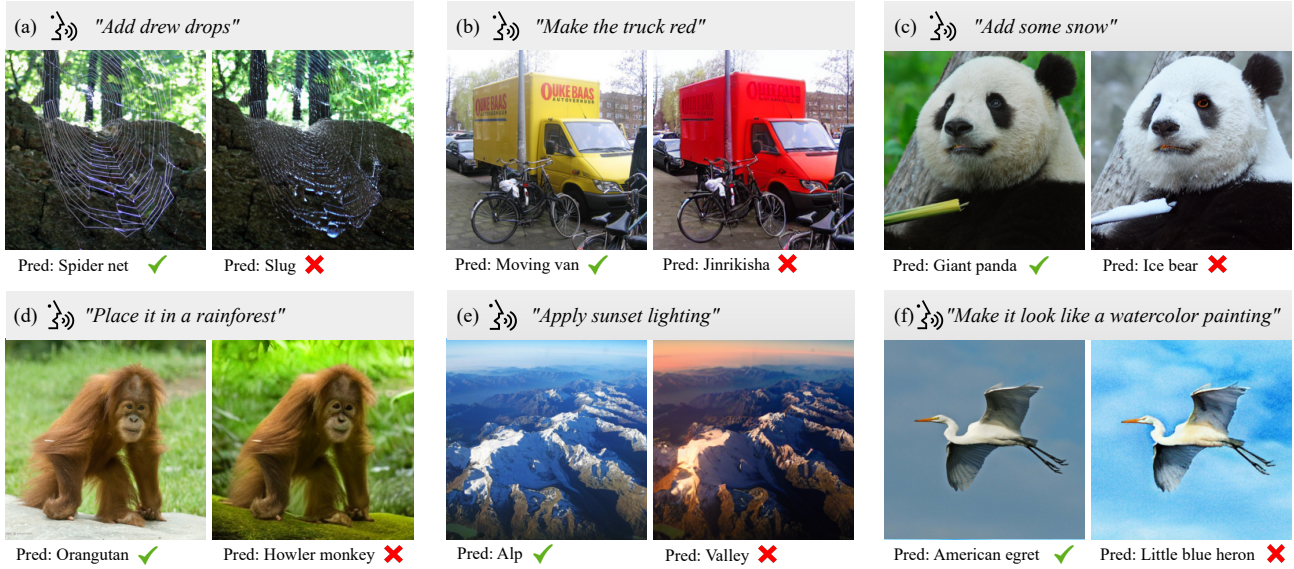 (a) "Add drew drops"
Pred: Spider net
Pred: Slug
(b) "Make the truck red"
OUKE BAAS
AUTOVERHUUR
OUKE BAAS
AUTOVERHUUR
Pred: Moving van
Pred: Jinrikisha
(c) "Add some snow"
Pred: Giant panda
Pred: Ice bear
(d) "Place it in a rainforest"
Pred: Orangutan
Pred: Howler monkey
(e) "Apply sunset lighting"
Pred: Alp
Pred: Valley
(f) "Make it look like a watercolor painting"
Pred: American egret
Pred: Little blue heron